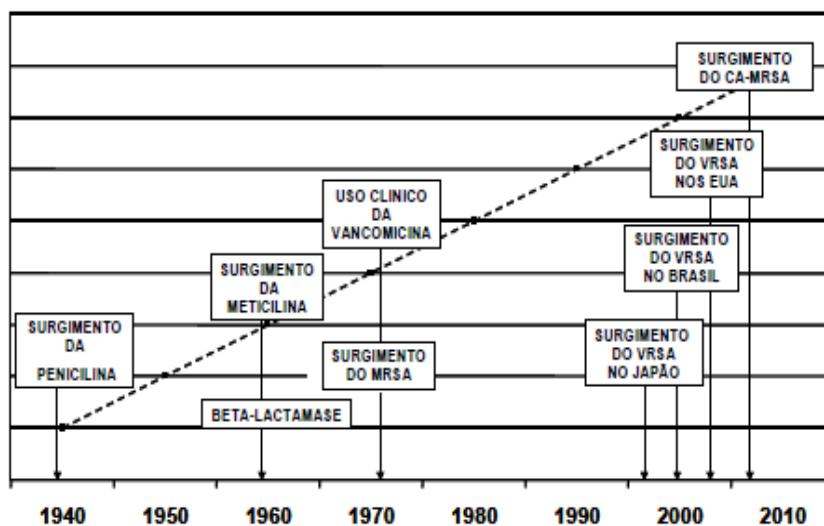 SURGIMENTO
DO CA-MRSA
SURGIMENTO
DO VRSA
NOS EUA
USO CLINICO
DA
VANCOMICINA
SURGIMENTO
DO VRSA
NO BRASIL
SURGIMENTO
DA
METICILINA
SURGIMENTO
DA
PENICILINA
SURGIMENTO
DO MRSA
SURGIMENTO
DO VRSA
NO JAPÃO
BETA-LACTAMASE
1940 1950 1960 1970 1980 1990 2000 2010